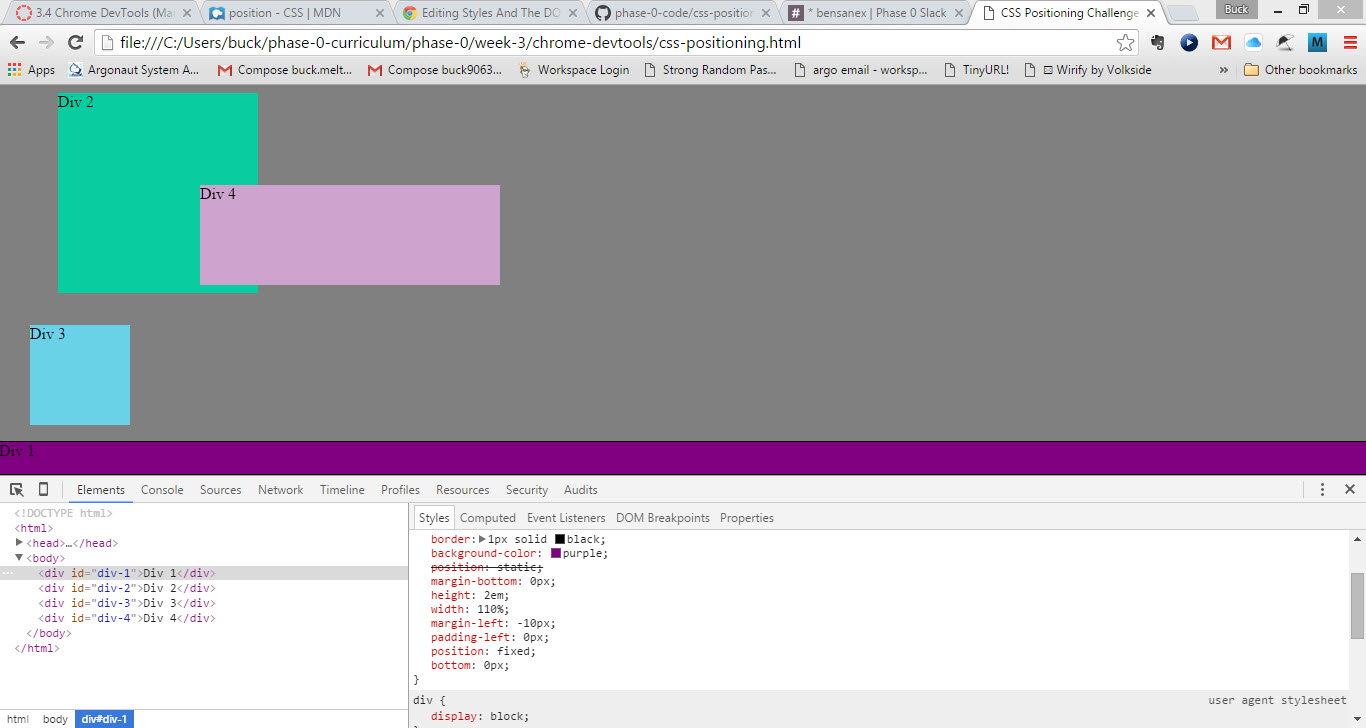 3.4 Chrome DevTools (Ma
position - CSS | MDN
Editing Styles And The DO
phase-0-code/css-position
* bensanex | Phase 0 Slack
CSS Positioning Challenge
Buck
file:///C:/Users/buck/phase-0-curriculum/phase-0/week-3/chrome-devtools/css-positioning.html
M
Apps
Argonaut System A...
Compose buck.melt...
Compose buck9063...
Workspace Login
Strong Random Pas...
argo email - worksp...
TinyURL!
Wirify by Volkside
»
Other bookmarks
Div 2
Div 4
Div 3
Div 1
Elements Console Sources Network Timeline Profiles Resources Security Audits
<!DOCTYPE html>
<html>
<head>…</head>
<body>
<div id="div-1">Div 1</div>
<div id="div-2">Div 2</div>
<div id="div-3">Div 3</div>
<div id="div-4">Div 4</div>
</body>
</html>
html body div#div-1
Styles Computed Event Listeners DOM Breakpoints Properties
border: 1px solid black;
background-color: purple;
position: static;
margin-bottom: 0px;
height: 2em;
width: 110%;
margin-left: -10px;
padding-left: 0px;
position: fixed;
bottom: 0px;
}
div { user agent stylesheet
display: block;